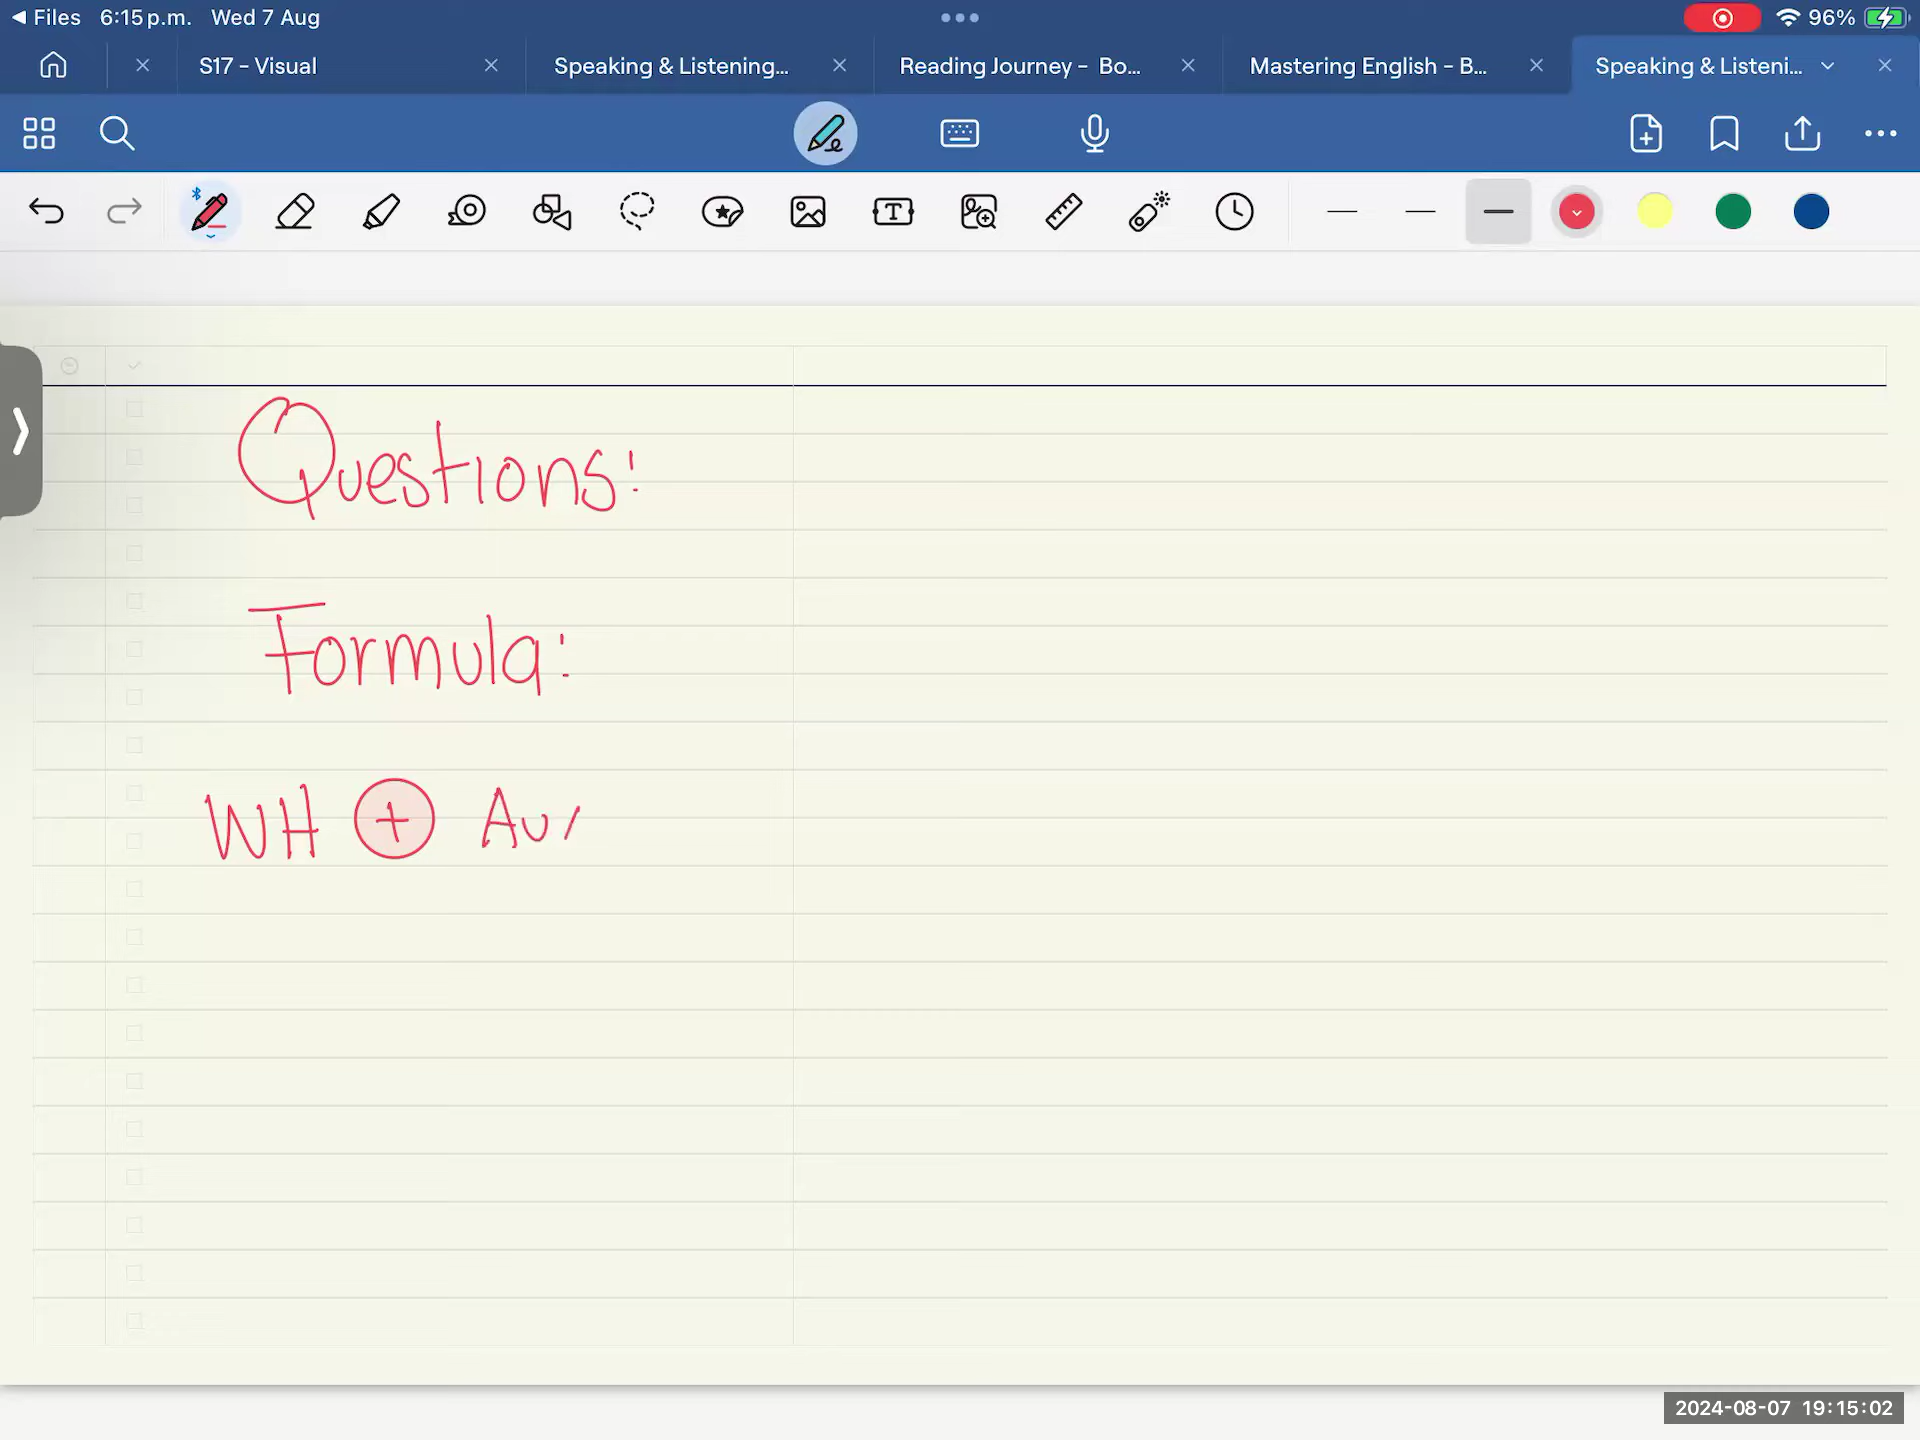 Files 6:15 p.m. Wed 7 Aug 96%
S17 - Visual Speaking & Listening... Reading Journey - Bo... Mastering English - B... Speaking & Listeni...
Questions:
Formula:
WH + Au
2024-08-07 19:15:02